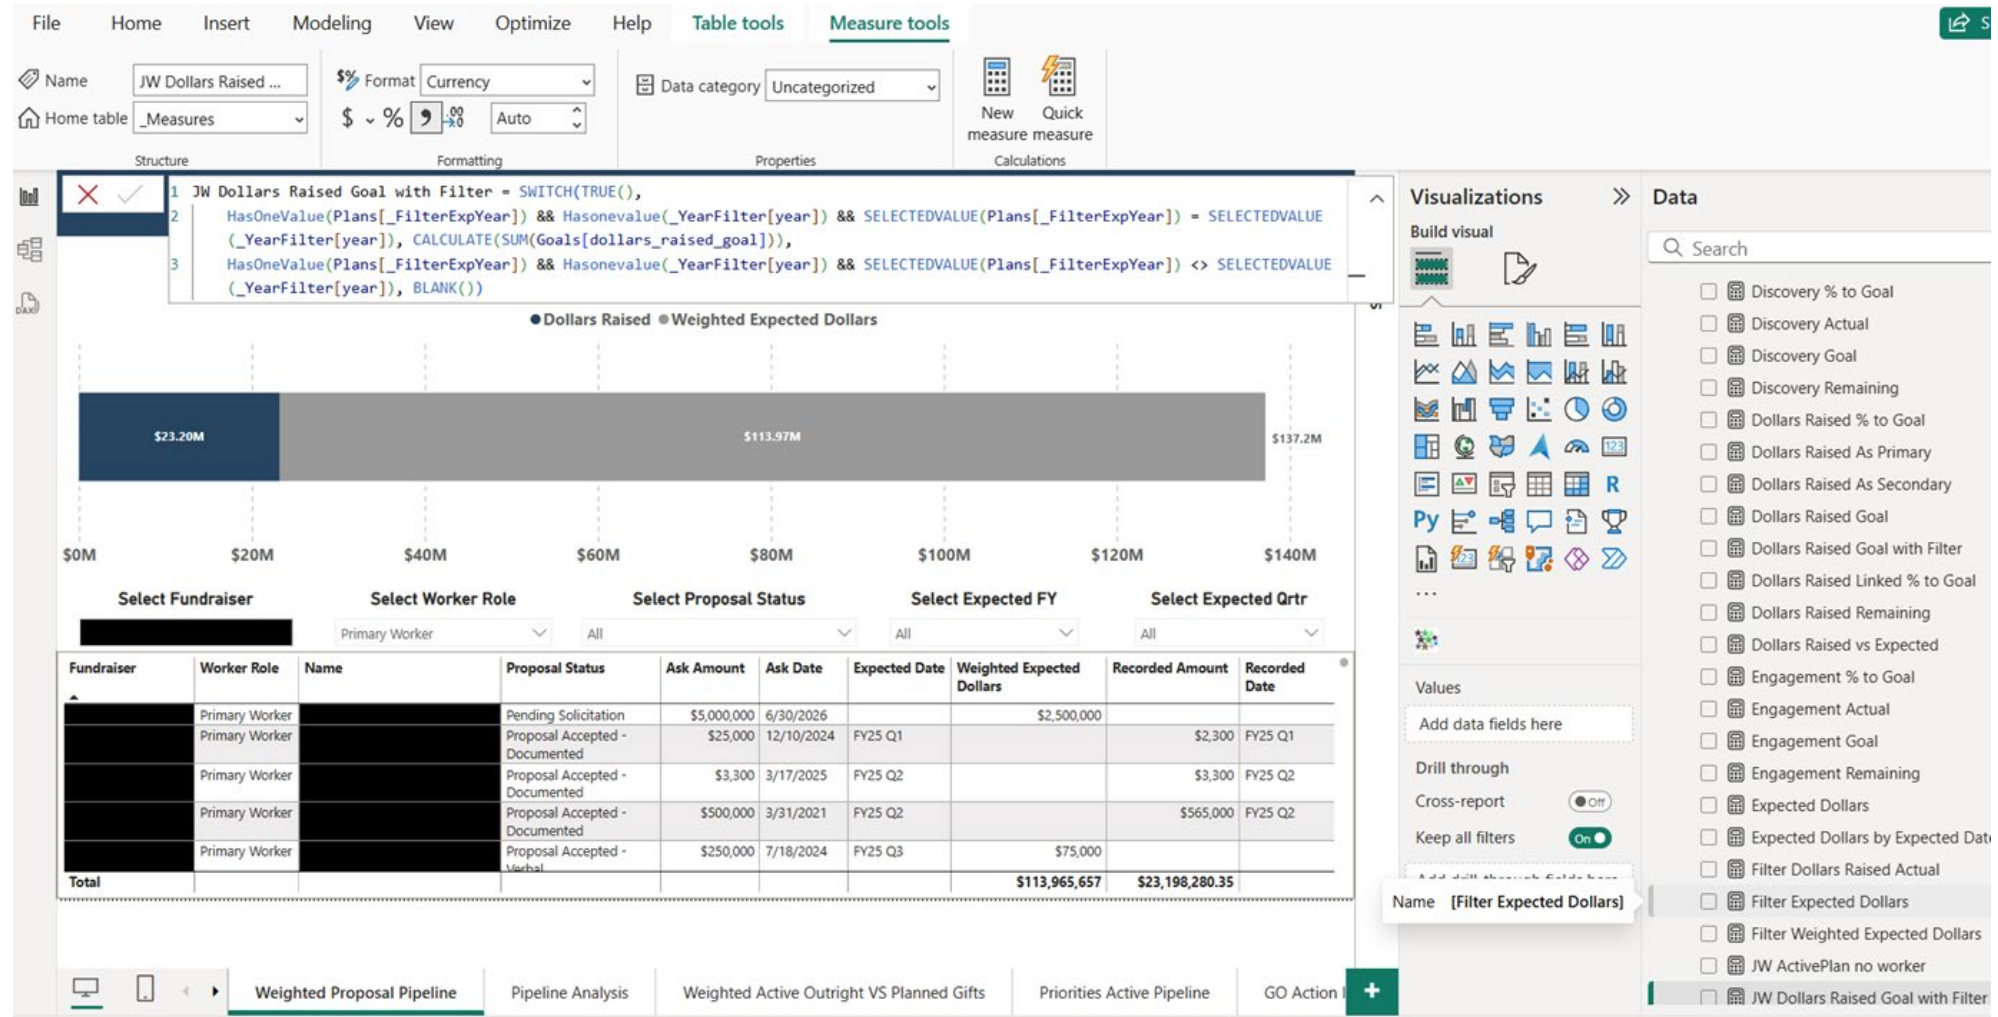 File Home Insert Modeling View Optimize Help Table tools Measure tools
Name JW Dollars Raised ... $% Format Currency Data category Uncategorized New measure Quick measure
Home table _Measures $ % Auto
Structure Formatting Properties Calculations
1 JW Dollars Raised Goal with Filter = SWITCH(TRUE(),
2 HasOneValue(Plans[_FilterExpYear]) && Hasonevalue(_YearFilter[year]) && SELECTEDVALUE(Plans[_FilterExpYear]) = SELECTEDVALUE
(_YearFilter[year]), CALCULATE(SUM(Goals[dollars_raised_goal])),
3 HasOneValue(Plans[_FilterExpYear]) && Hasonevalue(_YearFilter[year]) && SELECTEDVALUE(Plans[_FilterExpYear]) <> SELECTEDVALUE
(_YearFilter[year]), BLANK())
Dollars Raised Weighted Expected Dollars
$23.20M $113.97M $137.2M
$0M $20M $40M $60M $80M $100M $120M $140M
Select Fundraiser Select Worker Role Select Proposal Status Select Expected FY Select Expected Qrtr
Primary Worker All All All
Fundraiser Worker Role Name Proposal Status Ask Amount Ask Date Expected Date Weighted Expected Dollars Recorded Amount Recorded Date
Primary Worker Pending Solicitation $5,000,000 6/30/2026 $2,500,000
Primary Worker Proposal Accepted - Documented $25,000 12/10/2024 FY25 Q1 $2,300 FY25 Q1
Primary Worker Proposal Accepted - Documented $3,300 3/17/2025 FY25 Q2 $3,300 FY25 Q2
Primary Worker Proposal Accepted - Documented $500,000 3/31/2021 FY25 Q2 $565,000 FY25 Q2
Primary Worker Proposal Accepted - Verbal $250,000 7/18/2024 FY25 Q3 $75,000
Total $113,965,657 $23,198,280.35
Weighted Proposal Pipeline Pipeline Analysis Weighted Active Outright VS Planned Gifts Priorities Active Pipeline GO Action
Visualizations
Build visual
R
Py
123
...
Values
Add data fields here
Drill through
Cross-report Off
Keep all filters On
Add drill-through fields here
Name [Filter Expected Dollars]
Data
Search
Discovery % to Goal
Discovery Actual
Discovery Goal
Discovery Remaining
Dollars Raised % to Goal
Dollars Raised As Primary
Dollars Raised As Secondary
Dollars Raised Goal
Dollars Raised Goal with Filter
Dollars Raised Linked % to Goal
Dollars Raised Remaining
Dollars Raised vs Expected
Engagement % to Goal
Engagement Actual
Engagement Goal
Engagement Remaining
Expected Dollars
Expected Dollars by Expected Date
Filter Dollars Raised Actual
Filter Expected Dollars
Filter Weighted Expected Dollars
JW ActivePlan no worker
JW Dollars Raised Goal with Filter